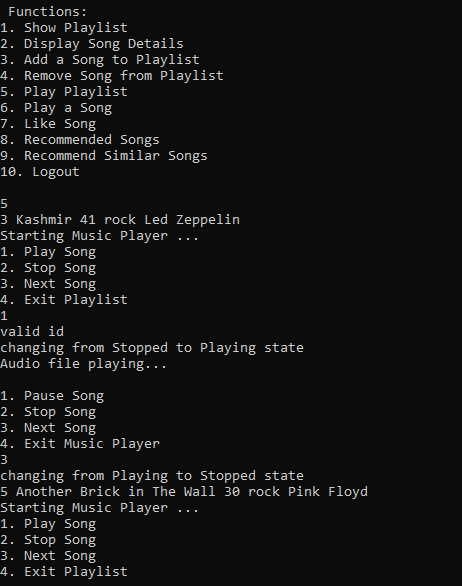 Functions:
1. Show Playlist
2. Display Song Details
3. Add a Song to Playlist
4. Remove Song from Playlist
5. Play Playlist
6. Play a Song
7. Like Song
8. Recommended Songs
9. Recommend Similar Songs
10. Logout
5
3 Kashmir 41 rock Led Zeppelin
Starting Music Player ...
1. Play Song
2. Stop Song
3. Next Song
4. Exit Playlist
1
valid id
changing from Stopped to Playing state
Audio file playing...
1. Pause Song
2. Stop Song
3. Next Song
4. Exit Music Player
3
changing from Playing to Stopped state
5 Another Brick in The Wall 30 rock Pink Floyd
Starting Music Player ...
1. Play Song
2. Stop Song
3. Next Song
4. Exit Playlist